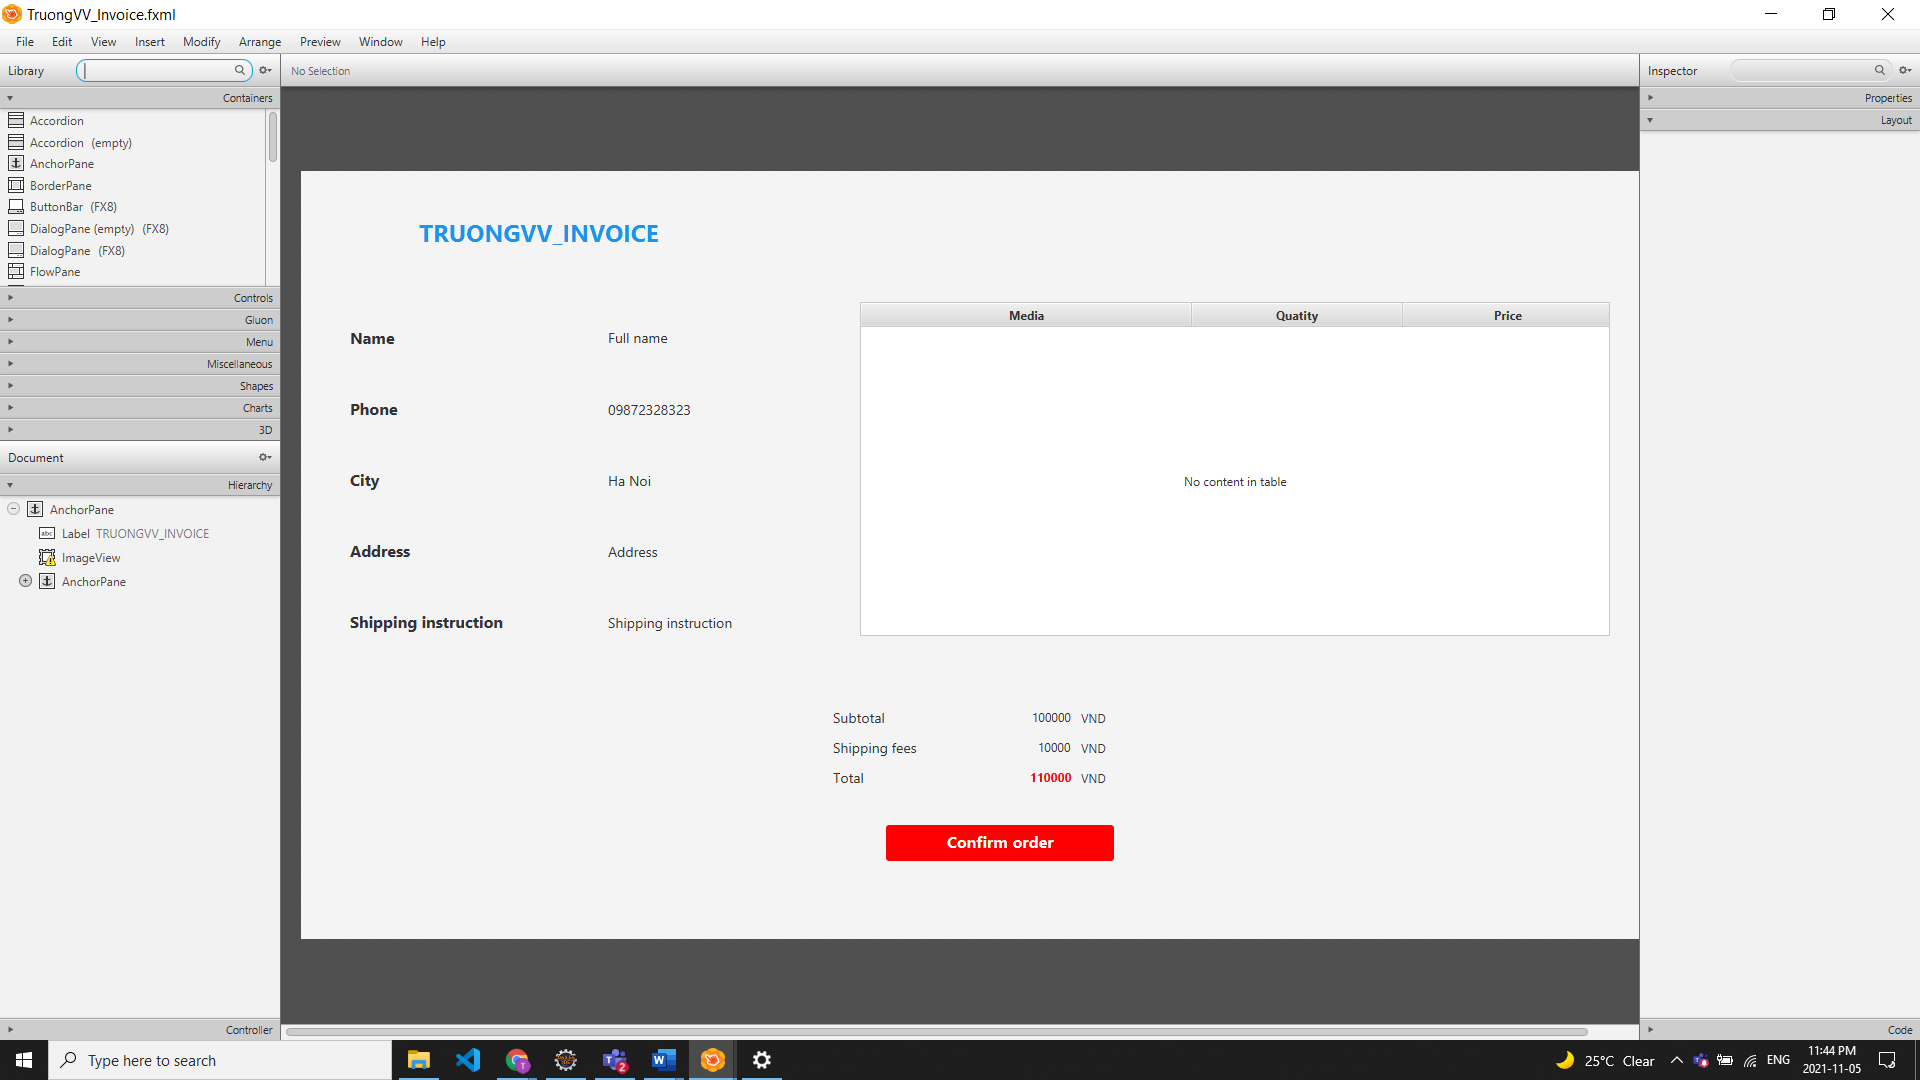 TruongVV_Invoice.fxml
File Edit View Insert Modify Arrange Preview Window Help
Library
No Selection
Inspector
Containers
Accordion
Accordion (empty)
AnchorPane
BorderPane
ButtonBar (FX8)
DialogPane (empty) (FX8)
DialogPane (FX8)
FlowPane
Controls
Gluon
Menu
Miscellaneous
Shapes
Charts
3D
Document
Hierarchy
AnchorPane
Label TRUONGVV_INVOICE
ImageView
AnchorPane
Controller
TRUONGVV_INVOICE
Name Full name
Phone 09872328323
City Ha Noi
Address Address
Shipping instruction Shipping instruction
Media Quatity Price
No content in table
Subtotal 100000 VND
Shipping fees 10000 VND
Total 110000 VND
Confirm order
Properties
Layout
Code
Type here to search
25°C Clear
ENG
11:44 PM
2021-11-05